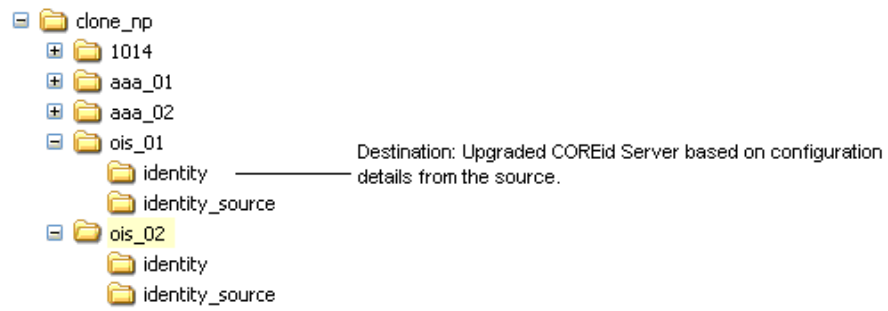 clone_np
1014
aaa_01
aaa_02
ois_01
identity
Destination: Upgraded COREid Server based on configuration
details from the source.
identity_source
ois_02
identity
identity_source